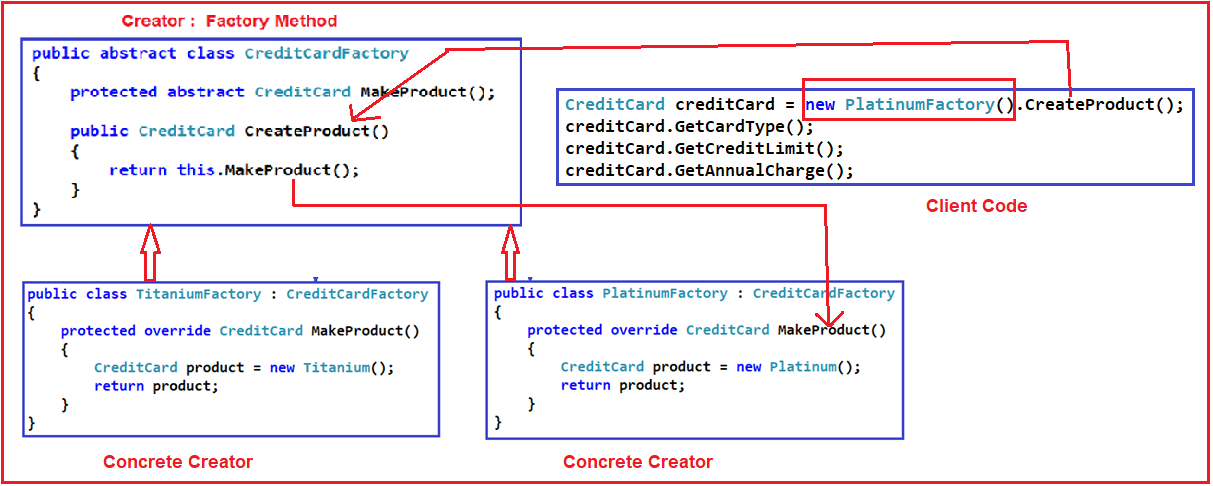 Creator : Factory Method
public abstract class CreditCardFactory
{
protected abstract CreditCard MakeProduct();
public CreditCard CreateProduct()
{
return this.MakeProduct();
}
}
CreditCard creditCard = new PlatinumFactory().CreateProduct();
creditCard.GetCardType();
creditCard.GetCreditLimit();
creditCard.GetAnnualCharge();
Client Code
public class TitaniumFactory : CreditCardFactory
{
protected override CreditCard MakeProduct()
{
CreditCard product = new Titanium();
return product;
}
}
Concrete Creator
public class PlatinumFactory : CreditCardFactory
{
protected override CreditCard MakeProduct()
{
CreditCard product = new Platinum();
return product;
}
}
Concrete Creator